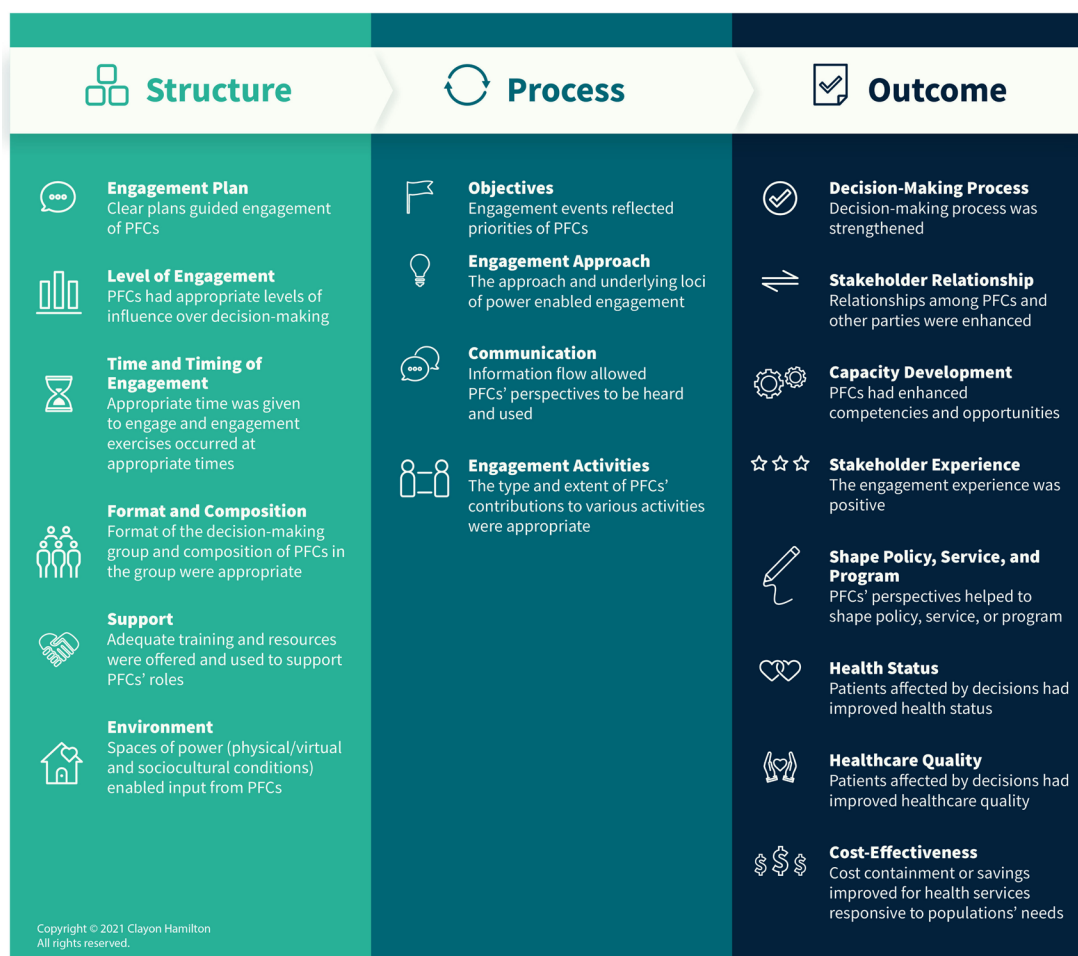 Structure
Engagement Plan
Clear plans guided engagement
of PFCs
Level of Engagement
PFCs had appropriate levels of
influence over decision-making
Time and Timing of
Engagement
Appropriate time was given
to engage and engagement
exercises occurred at
appropriate times
Format and Composition
Format of the decision-making
group and composition of PFCs in
the group were appropriate
Support
Adequate training and resources
were offered and used to support
PFCs' roles
Environment
Spaces of power (physical/virtual
and sociocultural conditions)
enabled input from PFCs
Copyright © 2021 Clayon Hamilton
All rights reserved.
Process
Objectives
Engagement events reflected
priorities of PFCs
Engagement Approach
The approach and underlying loci
of power enabled engagement
Communication
Information flow allowed
PFCs' perspectives to be heard
and used
Engagement Activities
The type and extent of PFCs'
contributions to various activities
were appropriate
Outcome
Decision-Making Process
Decision-making process was
strengthened
Stakeholder Relationship
Relationships among PFCs and
other parties were enhanced
Capacity Development
PFCs had enhanced
competencies and opportunities
Stakeholder Experience
The engagement experience was
positive
Shape Policy, Service, and
Program
PFCs' perspectives helped to
shape policy, service, or program
Health Status
Patients affected by decisions had
improved health status
Healthcare Quality
Patients affected by decisions had
improved healthcare quality
$ $ $
Cost-Effectiveness
Cost containment or savings
improved for health services
responsive to populations' needs